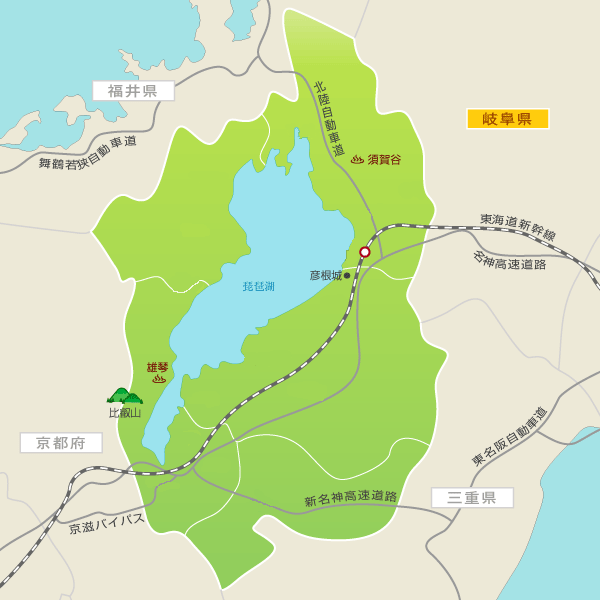 福井県
北陸自動車道
岐阜県
舞鶴若狭自動車道
須賀谷
東海道新幹線
名神高速道路
彦根城
琵琶湖
雄琴
比叡山
京都府
東名阪自動車道
三重県
新名神高速道路
京滋バイパス